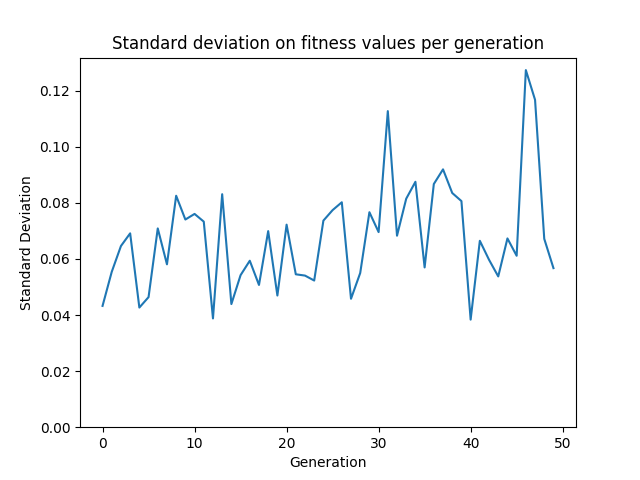 Standard deviation on fitness values per generation
Standard Deviation
0.12
0.10
0.08
0.06
0.04
0.02
0.00
0 10 20 30 40 50
Generation